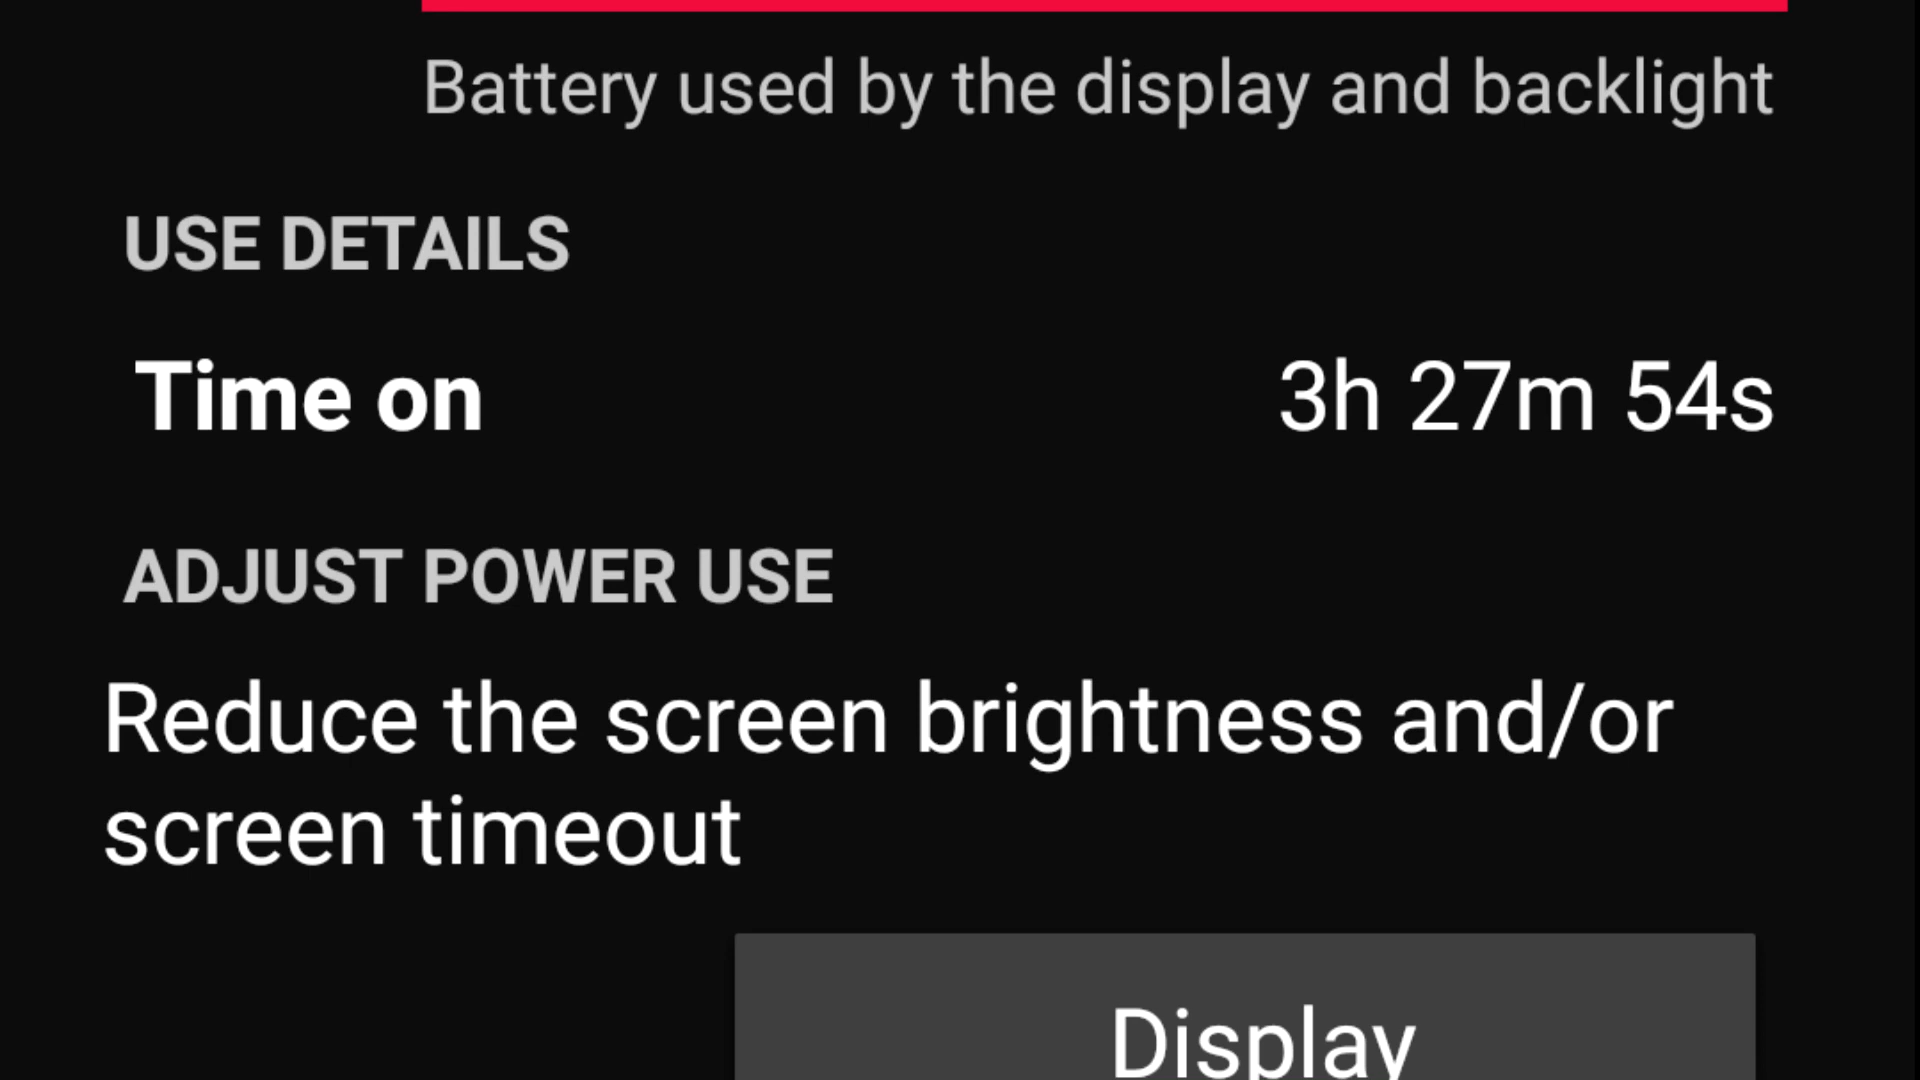 Battery used by the display and backlight
USE DETAILS
Time on 3h 27m 54s
ADJUST POWER USE
Reduce the screen brightness and/or
screen timeout
Display